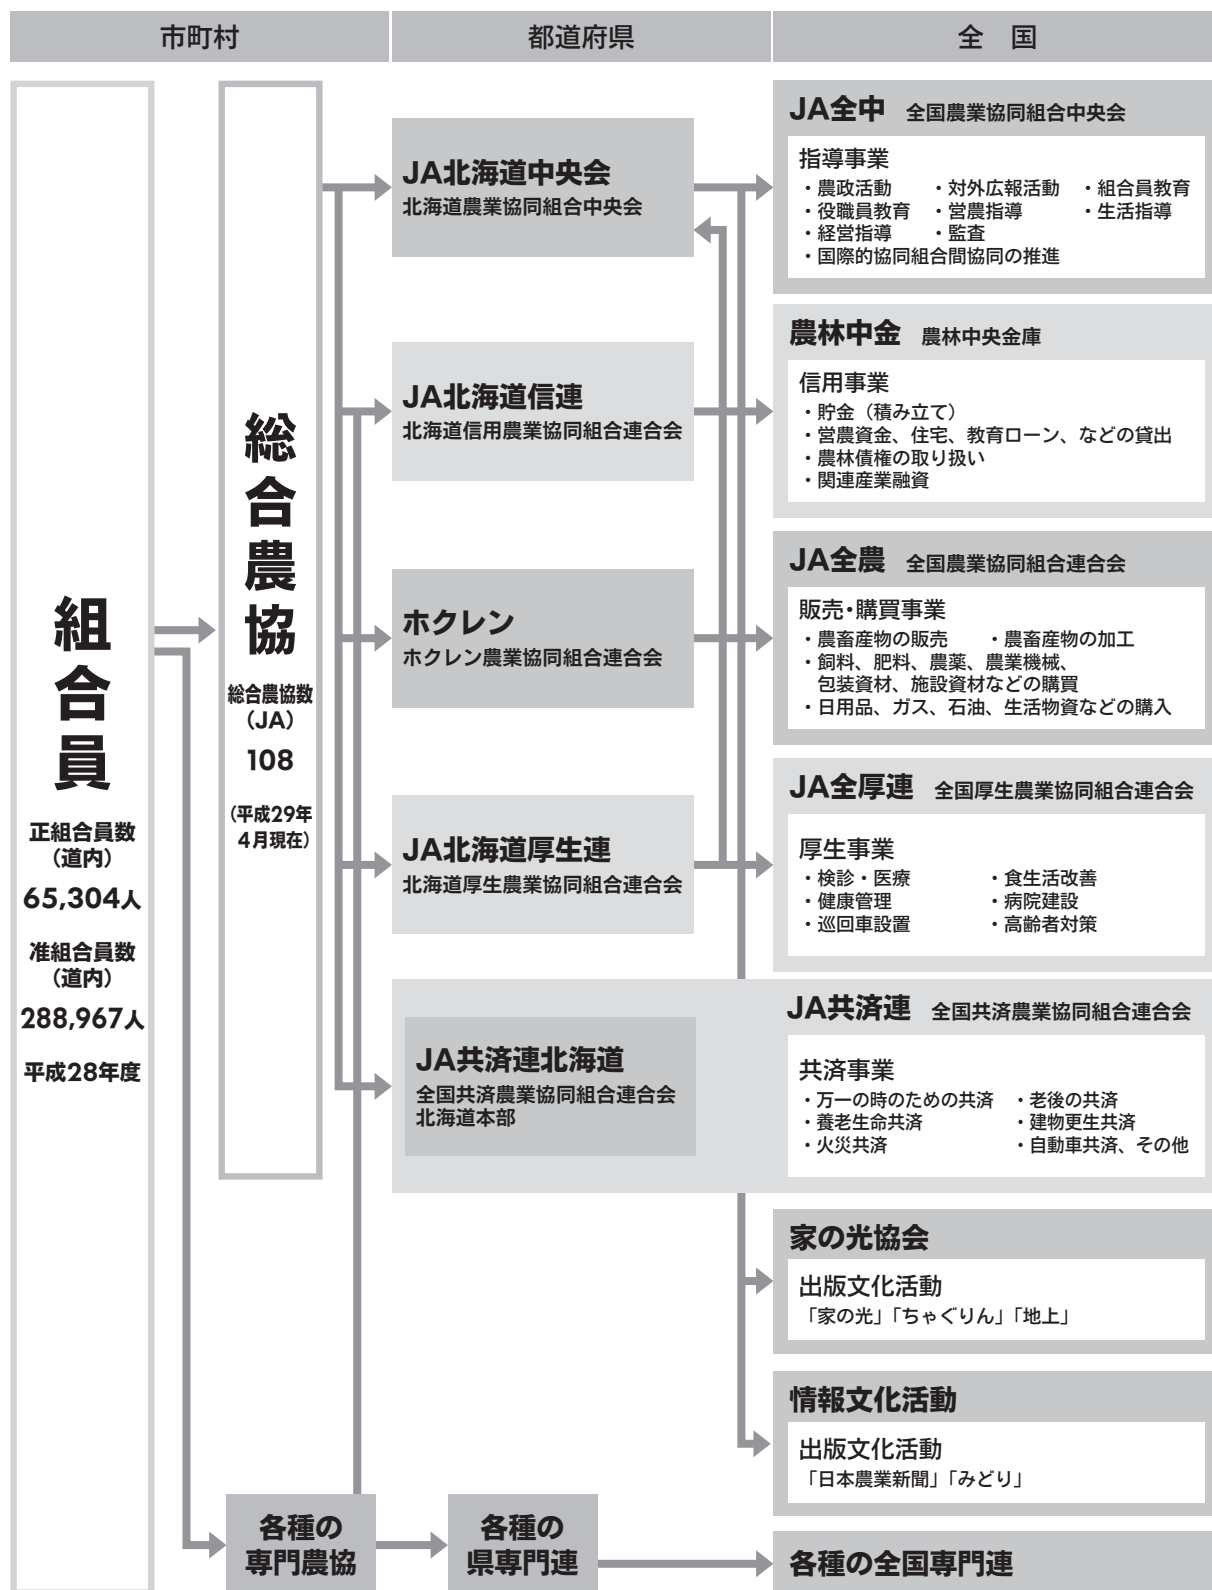 市町村
都道府県
全　国
組合員
正組合員数
（道内）
65,304人
准組合員数
（道内）
288,967人
平成28年度
総合農協
総合農協数
（JA）
108
（平成29年
4月現在）
各種の
専門農協
JA北海道中央会
北海道農業協同組合中央会
JA北海道信連
北海道信用農業協同組合連合会
ホクレン
ホクレン農業協同組合連合会
JA北海道厚生連
北海道厚生農業協同組合連合会
JA共済連北海道
全国共済農業協同組合連合会
北海道本部
各種の
県専門連
JA全中　全国農業協同組合中央会
指導事業
・農政活動　・対外広報活動　・組合員教育
・役職員教育　・営農指導　・生活指導
・経営指導　・監査
・国際的協同組合間協同の推進
農林中金　農林中央金庫
信用事業
・貯金（積み立て）
・営農資金、住宅、教育ローン、などの貸出
・農林債権の取り扱い
・関連産業融資
JA全農　全国農業協同組合連合会
販売・購買事業
・農畜産物の販売　・農畜産物の加工
・飼料、肥料、農薬、農業機械、
包装資材、施設資材などの購買
・日用品、ガス、石油、生活物資などの購入
JA全厚連　全国厚生農業協同組合連合会
厚生事業
・検診・医療　・食生活改善
・健康管理　・病院建設
・巡回車設置　・高齢者対策
JA共済連　全国共済農業協同組合連合会
共済事業
・万一の時のための共済　・老後の共済
・養老生命共済　・建物更生共済
・火災共済　・自動車共済、その他
家の光協会
出版文化活動
「家の光」「ちゃぐりん」「地上」
情報文化活動
出版文化活動
「日本農業新聞」「みどり」
各種の全国専門連